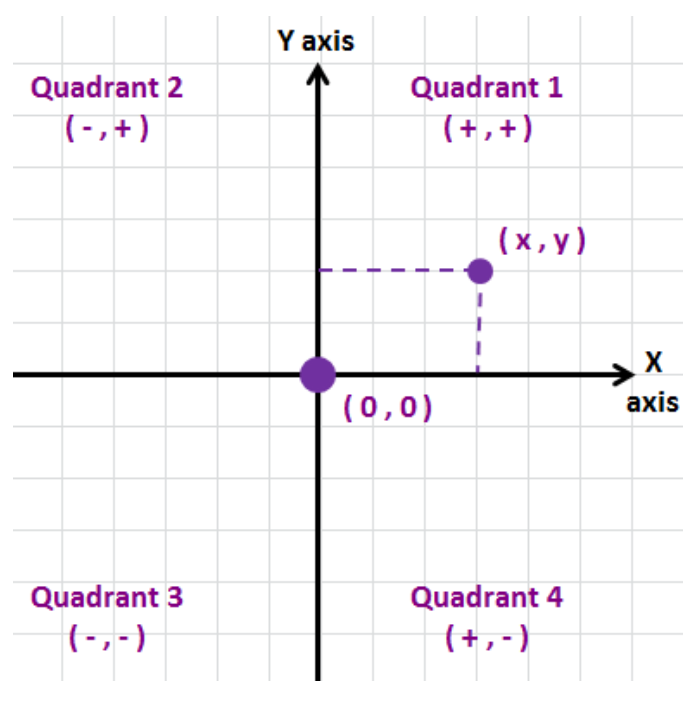 Y axis
Quadrant 2
( - , + )
Quadrant 1
( + , + )
( x , y )
X
axis
( 0 , 0 )
Quadrant 3
( - , - )
Quadrant 4
( + , - )